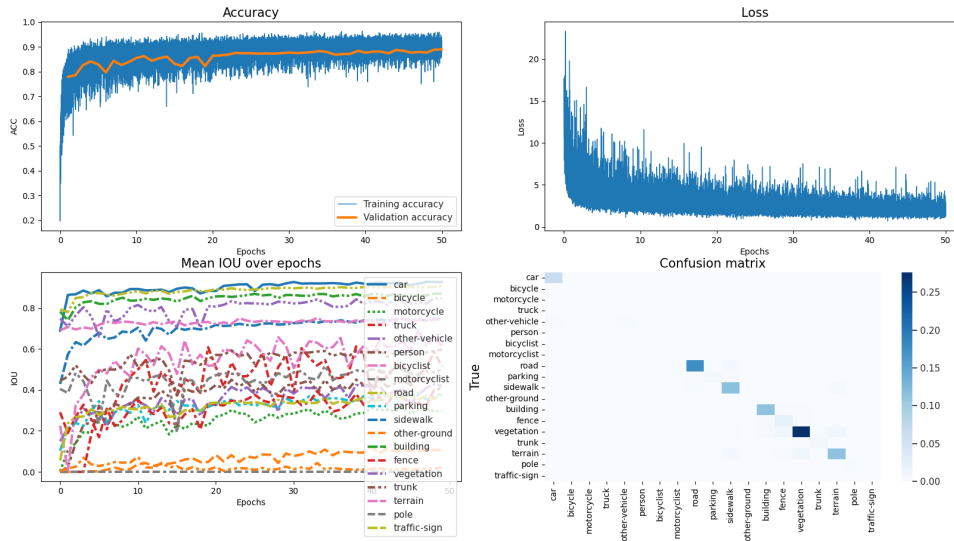 Accuracy
1.0
0.9
0.8
0.7
0.6
0.5
0.4
0.3
0.2
ACC
0
10
20
30
40
50
Epochs
Training accuracy
Validation accuracy
Loss
20
15
10
5
0
Loss
0
10
20
30
40
50
Epochs
Mean IOU over epochs
0.8
0.6
0.4
0.2
0.0
IOU
0
10
20
30
40
50
Epochs
car
bicycle
motorcycle
truck
other-vehicle
person
bicyclist
motorcyclist
road
parking
sidewalk
other-ground
building
fence
vegetation
trunk
terrain
pole
traffic-sign
Confusion matrix
True
car
bicycle
motorcycle
truck
other-vehicle
person
bicyclist
motorcyclist
road
parking
sidewalk
other-ground
building
fence
vegetation
trunk
terrain
pole
traffic-sign
car
bicycle
motorcycle
truck
other-vehicle
person
bicyclist
motorcyclist
road
parking
sidewalk
other-ground
building
fence
vegetation
trunk
terrain
pole
traffic-sign
0.25
0.20
0.15
0.10
0.05
0.00